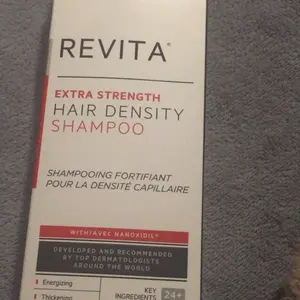 REVITA®
EXTRA STRENGTH
HAIR DENSITY
SHAMPOO
SHAMPOOING FORTIFIANT
POUR LA DENSITÉ CAPILLAIRE
WITH/AVEC NANOXIDIL®
DEVELOPED AND RECOMMENDED
BY TOP DERMATOLOGISTS
AROUND THE WORLD
Energizing
Thickening
KEY
INGREDIENTS
24+